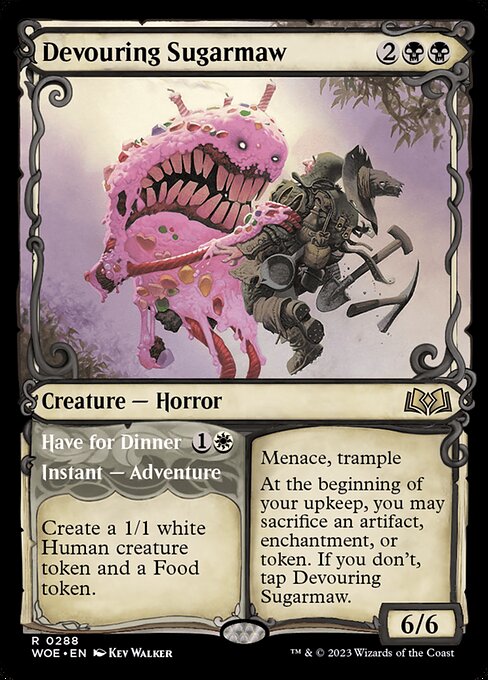 Devouring Sugarmaw 2
Creature — Horror
Have for Dinner 1
Instant — Adventure
Create a 1/1 white
Human creature
token and a Food
token.
Menace, trample
At the beginning of
your upkeep, you may
sacrifice an artifact,
enchantment, or
token. If you don't,
tap Devouring
Sugarmaw.
6/6
R 0288
WOE • EN Kev Walker
™ & © 2023 Wizards of the Coast